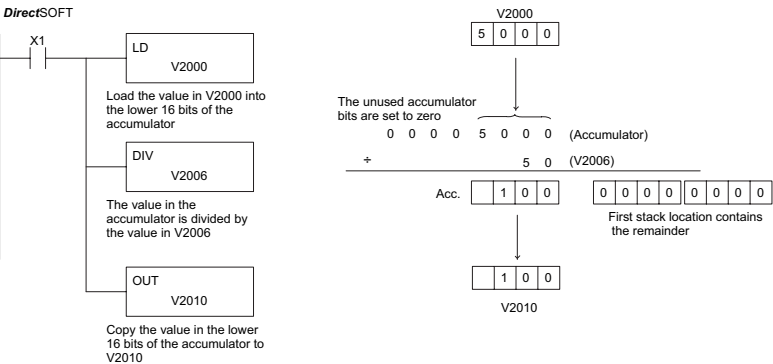 DirectSOFT
X1
LD
V2000
Load the value in V2000 into
the lower 16 bits of the
accumulator
DIV
V2006
The value in the
accumulator is divided by
the value in V2006
OUT
V2010
Copy the value in the lower
16 bits of the accumulator to
V2010
V2000
5 0 0 0
The unused accumulator
bits are set to zero
0 0 0 0 5 0 0 0 (Accumulator)
÷ 5 0 (V2006)
Acc. 1 0 0 0 0 0 0 0 0 0 0
First stack location contains
the remainder
1 0 0
V2010